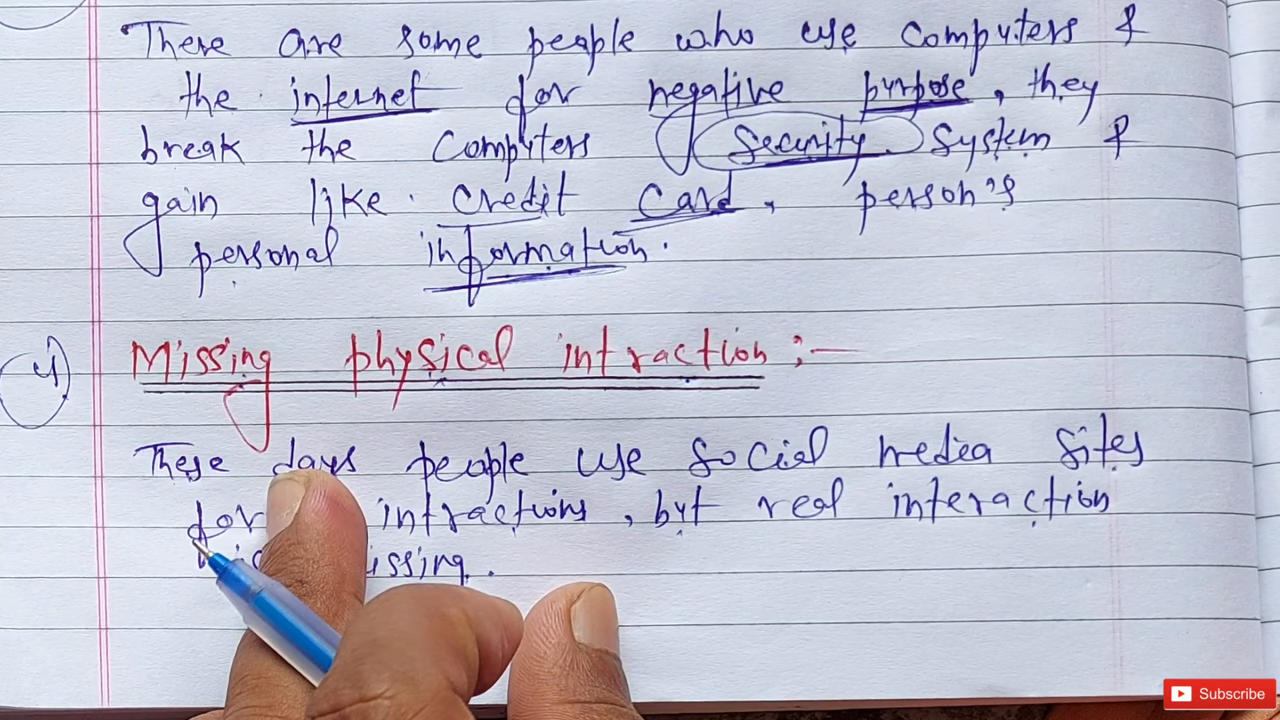 These are some people who use computers &
the internet for negative purpose, they
break the computers security system &
gain like credit card, person's
personal information.
4) Missing physical intraction :-
These days people use social media sites
for intractions, but real interaction
missing.
Subscribe